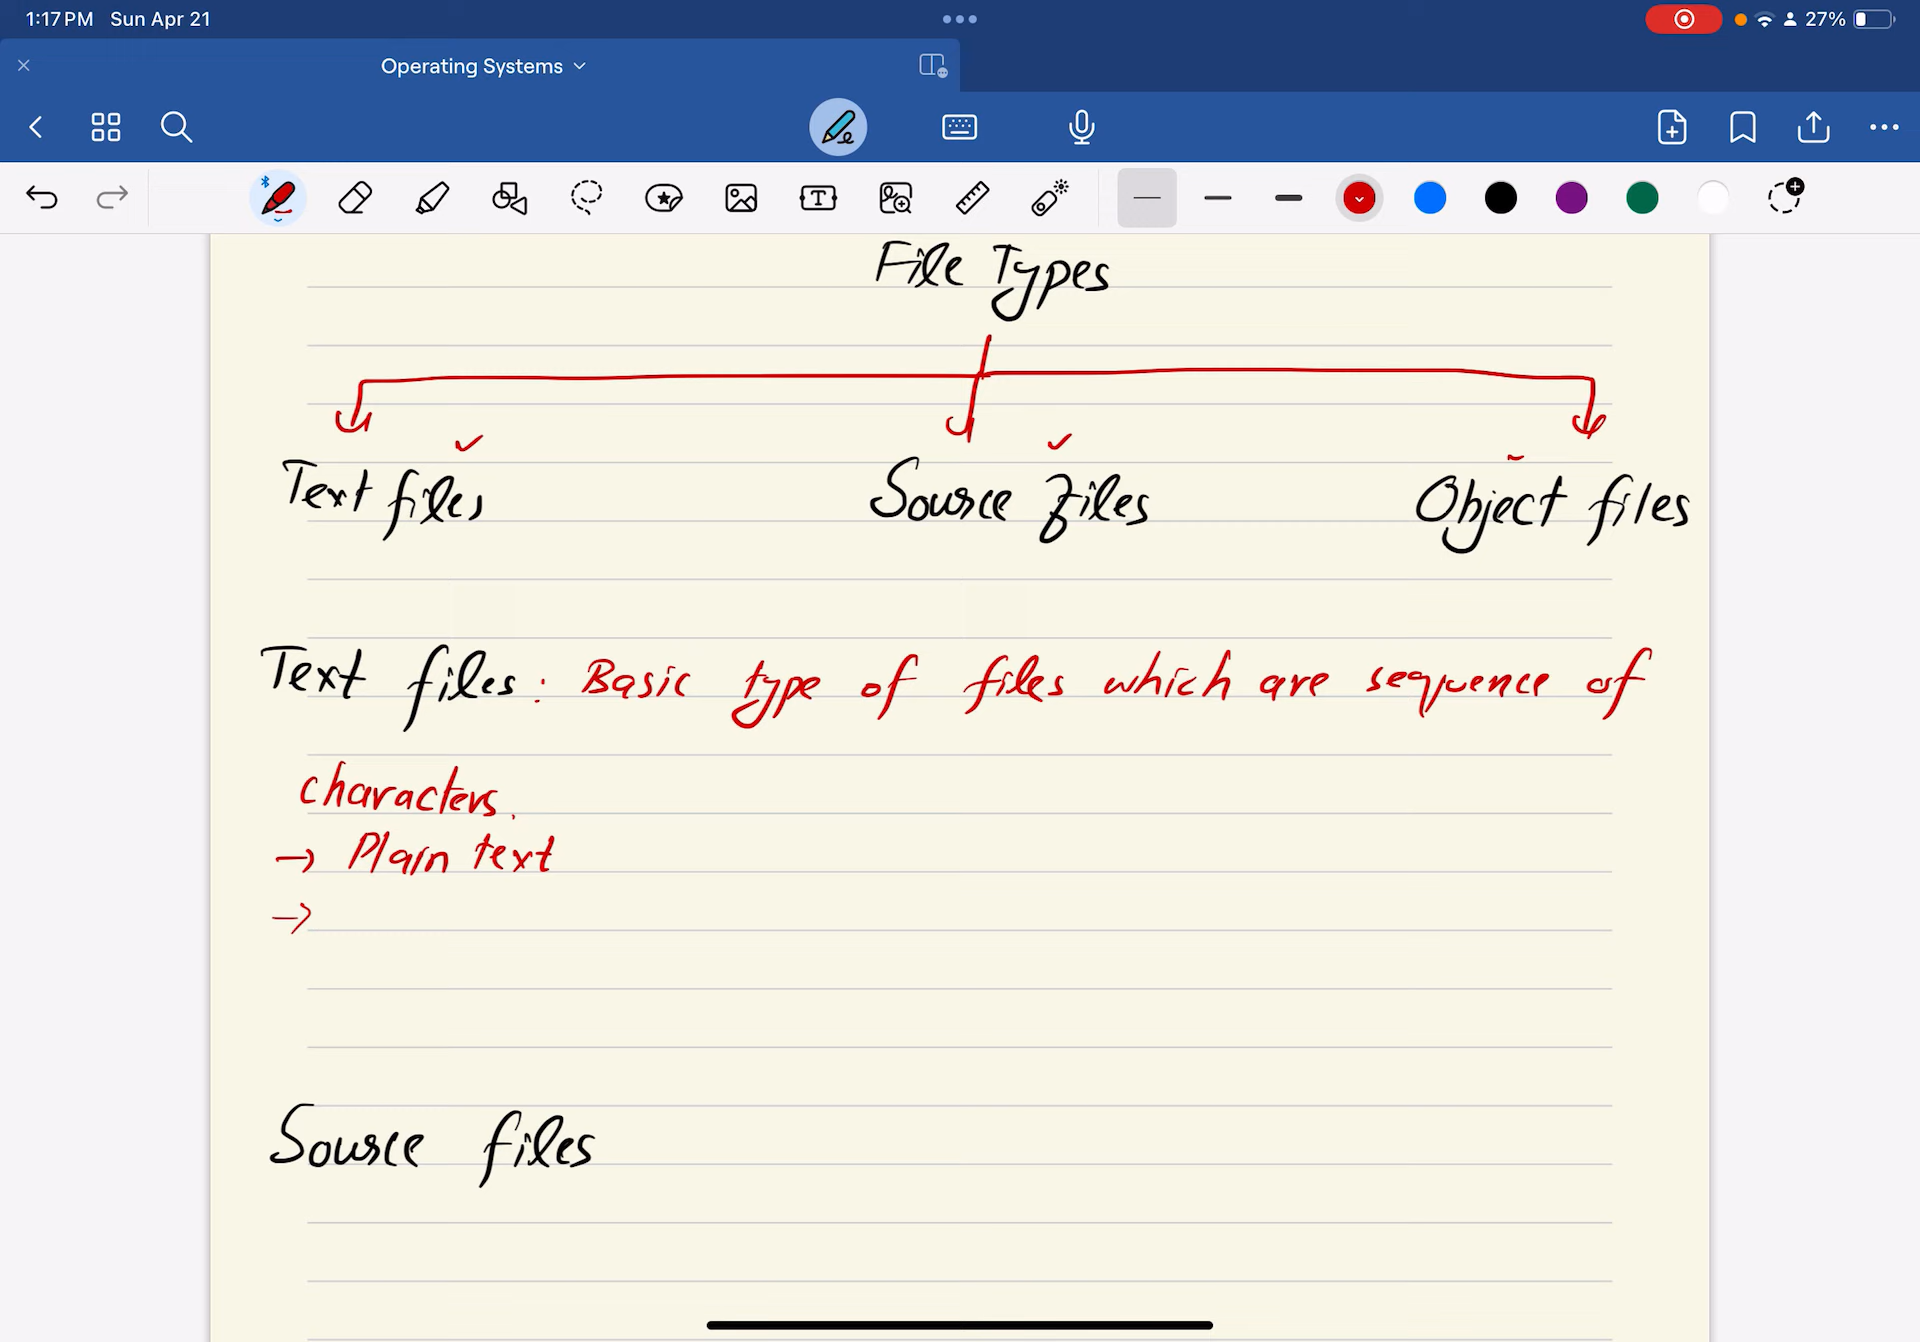 1:17 PM Sun Apr 21
27%
Operating Systems
File Types
Text files Source files Object files
Text files : Basic type of files which are sequence of
characters.
→ Plain text
→
Source files